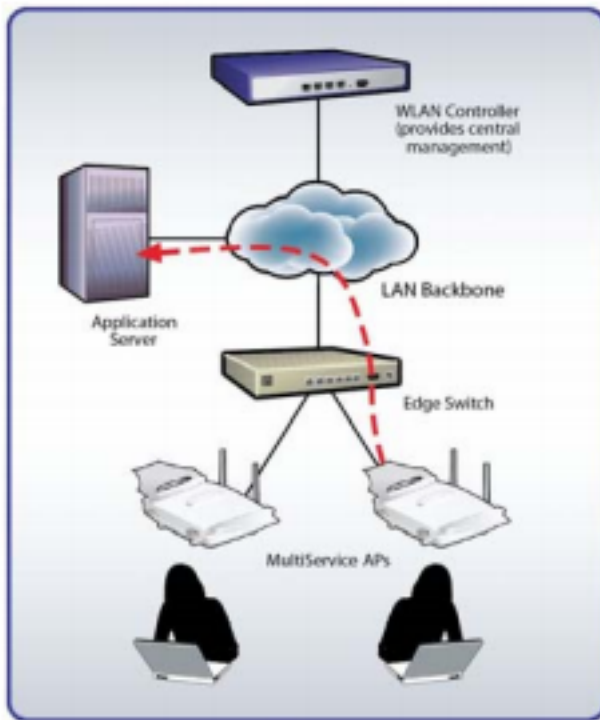 WLAN Controller
(provides central
management)
LAN Backbone
Application
Server
Edge Switch
MultiService APs